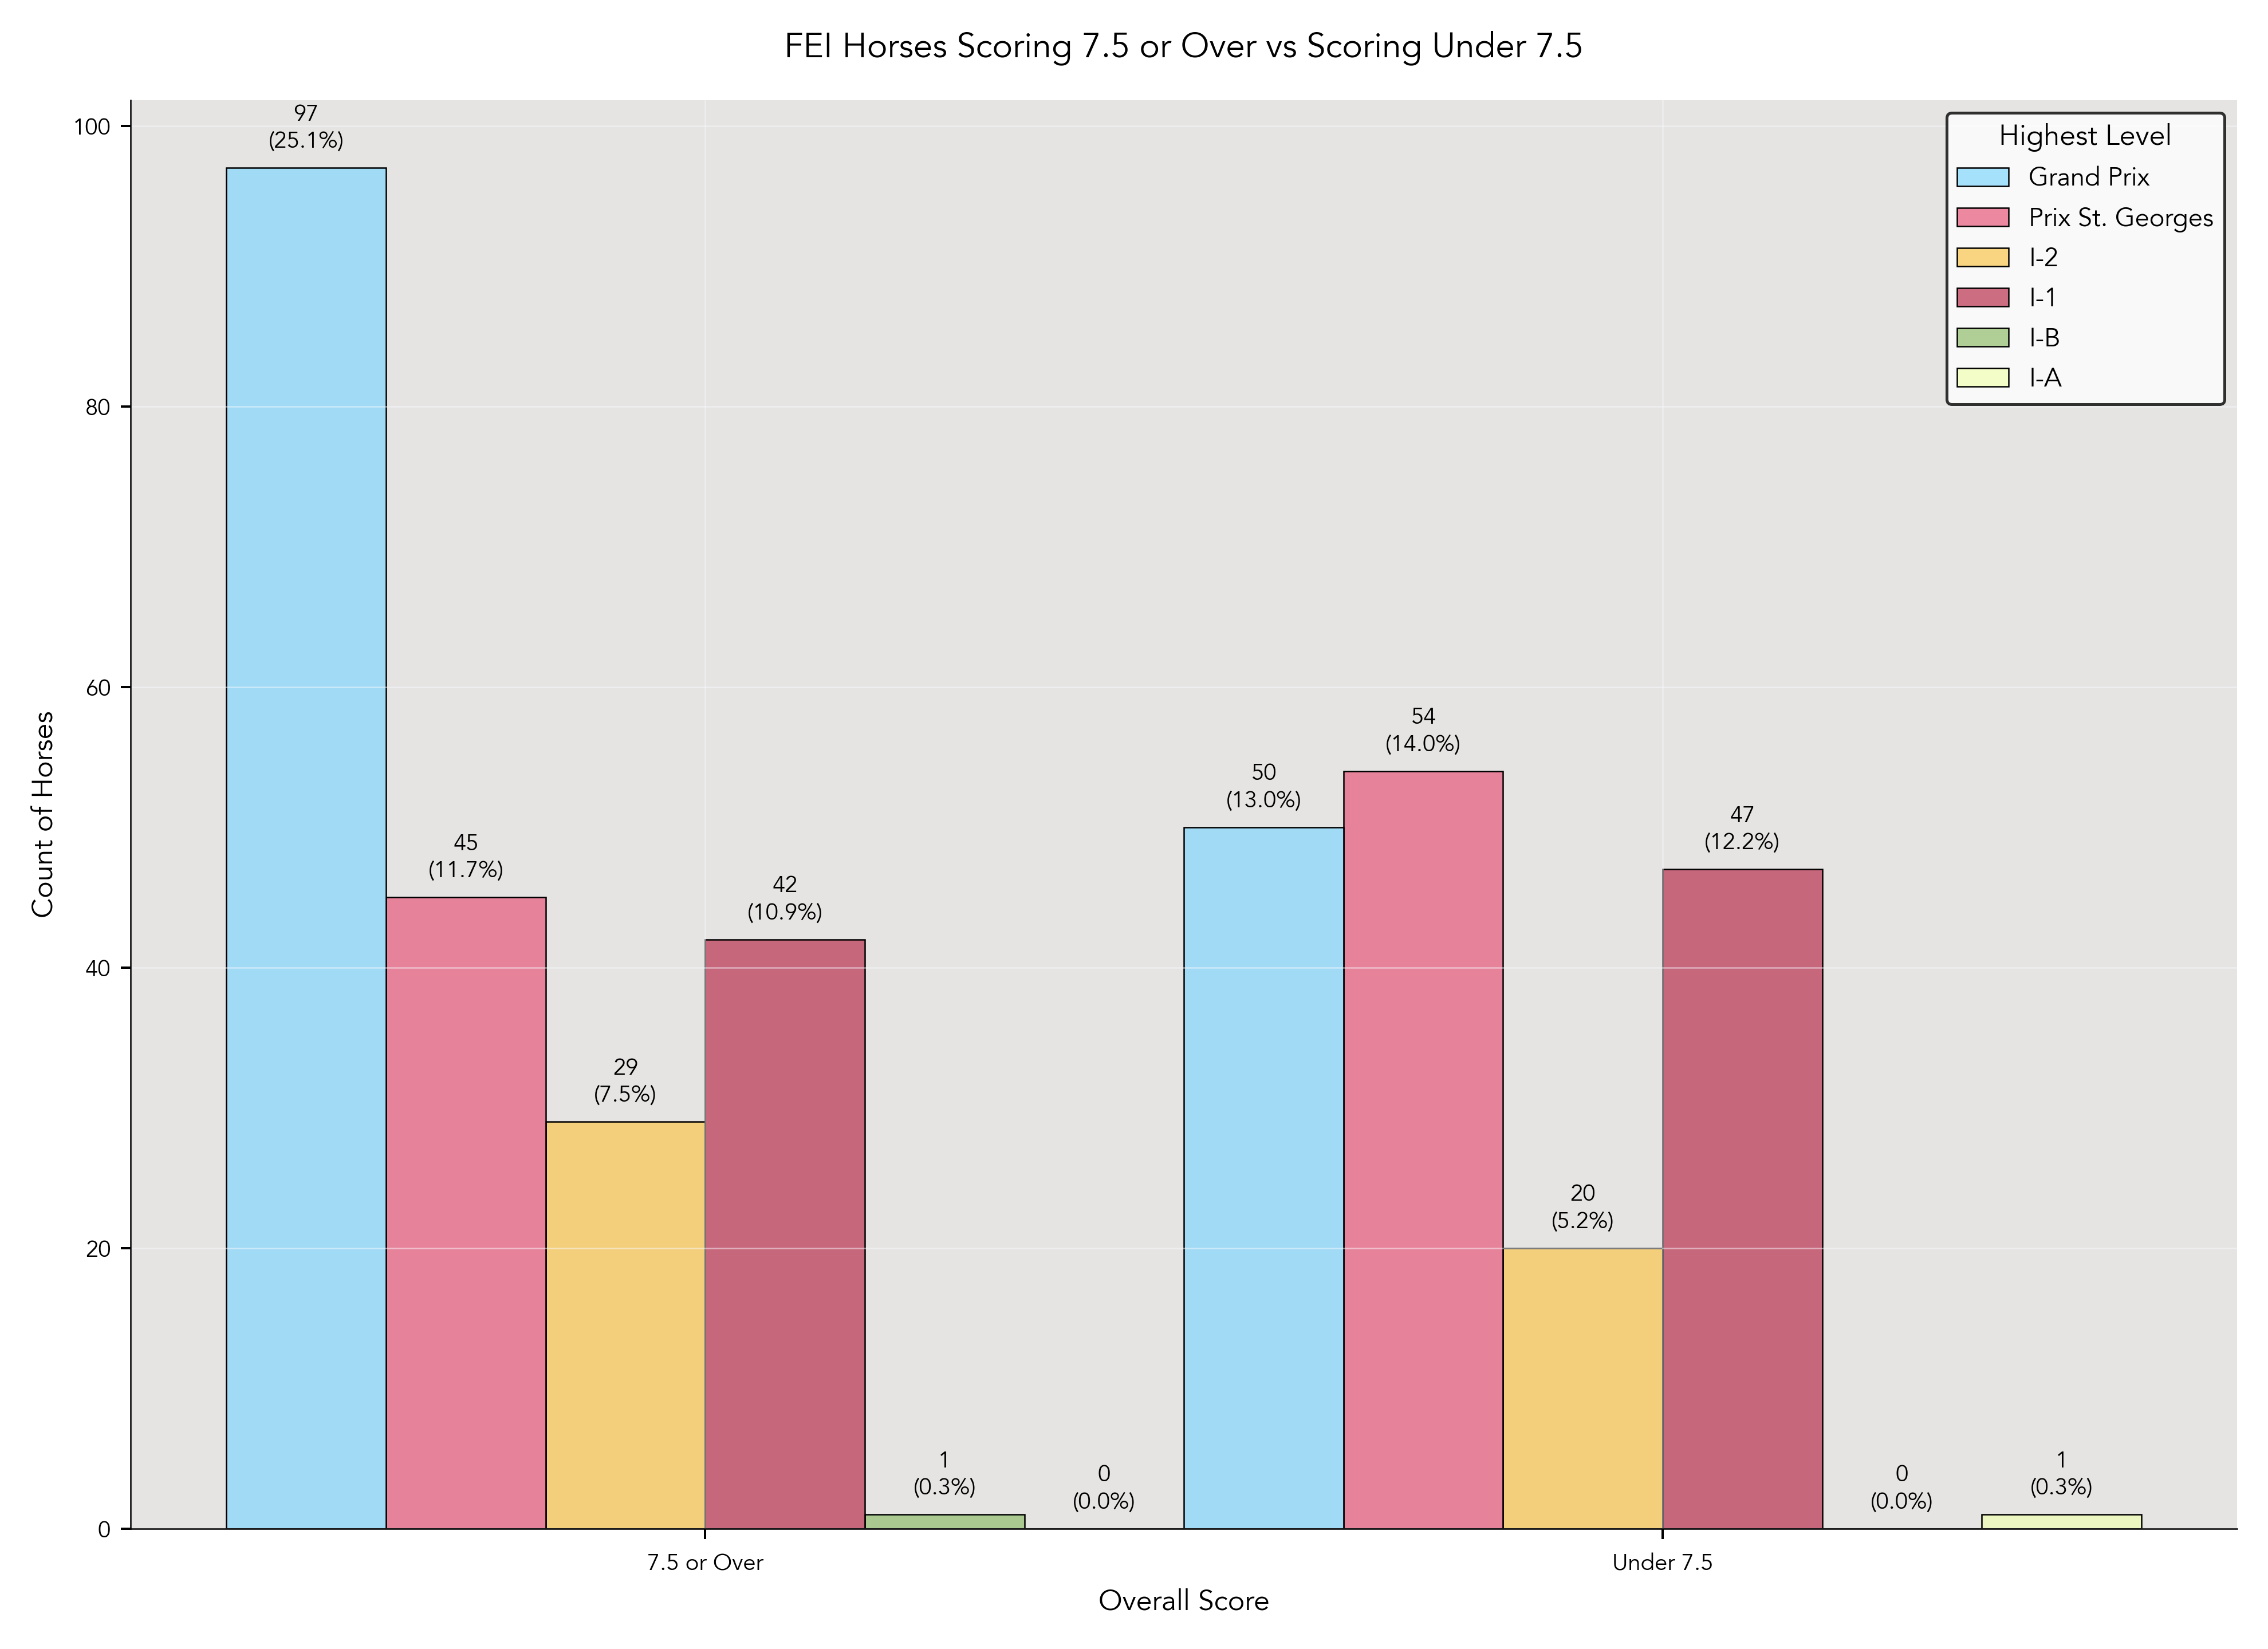 FEI Horses Scoring 7.5 or Over vs Scoring Under 7.5
Count of Horses
100
80
60
40
20
0
97
(25.1%)
45
(11.7%)
29
(7.5%)
42
(10.9%)
1
(0.3%)
0
(0.0%)
50
(13.0%)
54
(14.0%)
20
(5.2%)
47
(12.2%)
0
(0.0%)
1
(0.3%)
Highest Level
Grand Prix
Prix St. Georges
I-2
I-1
I-B
I-A
7.5 or Over
Under 7.5
Overall Score